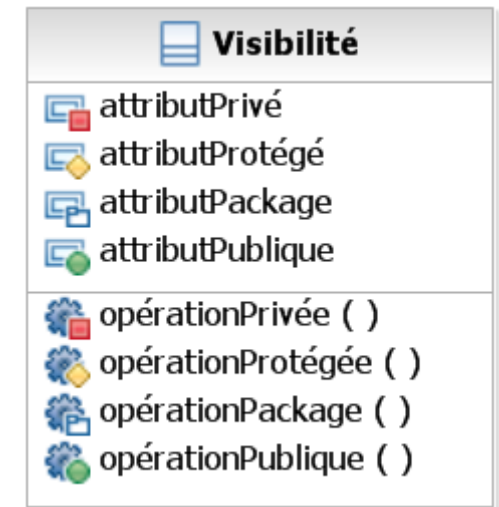 Visibilité
attributPrivé
attributProtégé
attributPackage
attributPublique
opérationPrivée ( )
opérationProtégée ( )
opérationPackage ( )
opérationPublique ( )